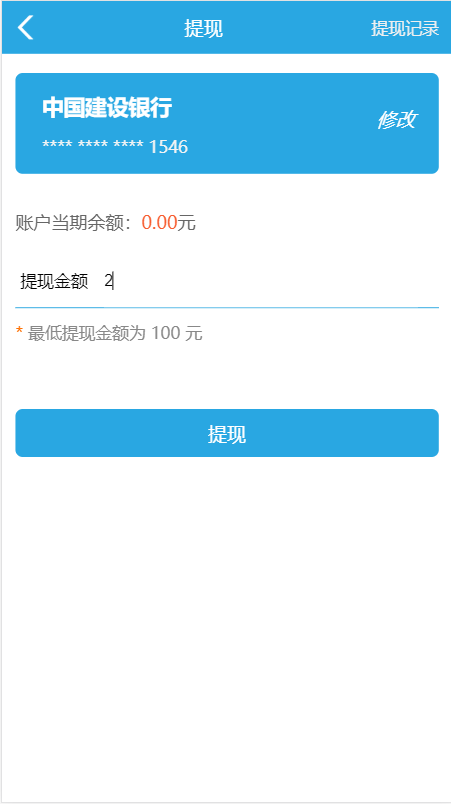 提现
提现记录
中国建设银行
修改
**** **** **** 1546
账户当期余额：0.00元
提现金额 2
* 最低提现金额为 100 元
提现